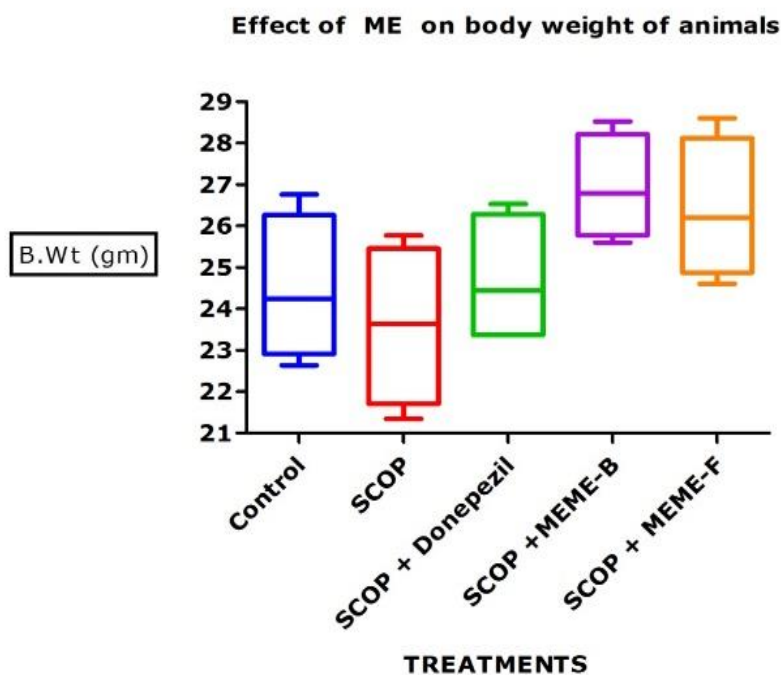 Effect of ME on body weight of animals
29
28
27
26
25
24
23
22
21
B.Wt (gm)
Control
SCOP
SCOP + Donepezil
SCOP +MEME-B
SCOP + MEME-F
TREATMENTS